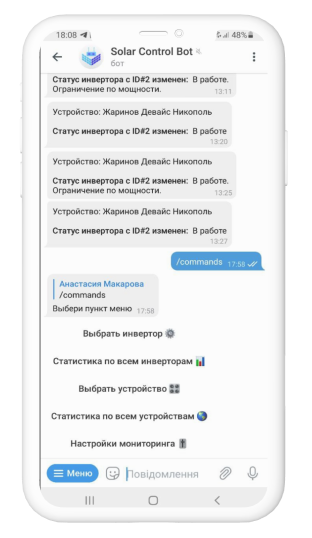 18:08
48%
Solar Control Bot
бот
Статус инвертора с ID#2 изменен: В работе.
Ограничение по мощности.
13:11
Устройство: Жаринов Девайс Никополь
Статус инвертора с ID#2 изменен: В работе
13:20
Устройство: Жаринов Девайс Никополь
Статус инвертора с ID#2 изменен: В работе.
Ограничение по мощности.
13:25
Устройство: Жаринов Девайс Никополь
Статус инвертора с ID#2 изменен: В работе
13:27
/commands 17:58
Анастасия Макарова
/commands
Выбери пункт меню 17:58
Выбрать инвертор
Статистика по всем инверторам
Выбрать устройство
Статистика по всем устройствам
Настройки мониторинга
Меню
Повідомлення